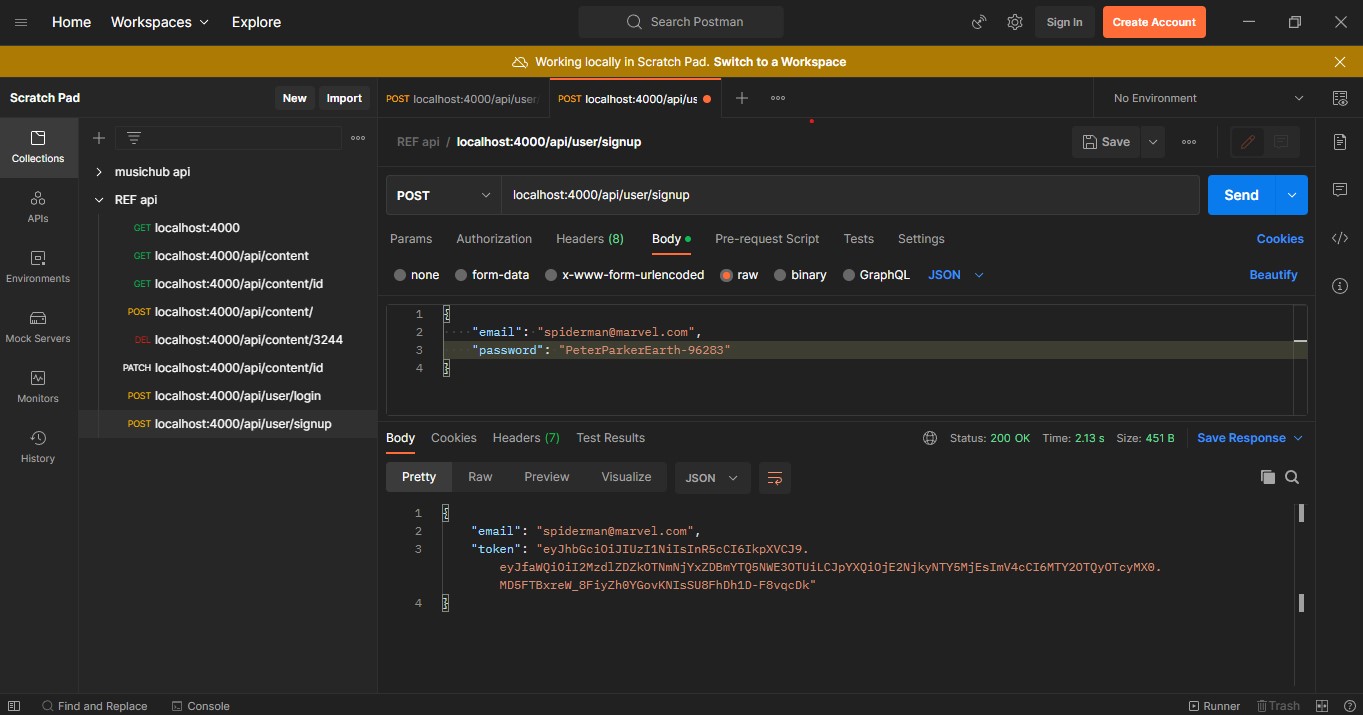 Home Workspaces Explore Search Postman Sign In Create Account
Working locally in Scratch Pad. Switch to a Workspace
Scratch Pad New Import
POST localhost:4000/api/user POST localhost:4000/api/us
No Environment
Collections
APIs
Environments
Mock Servers
Monitors
History
musichub api
REF api
GET localhost:4000
GET localhost:4000/api/content
GET localhost:4000/api/content/id
POST localhost:4000/api/content/
DEL localhost:4000/api/content/3244
PATCH localhost:4000/api/content/id
POST localhost:4000/api/user/login
POST localhost:4000/api/user/signup
REF api / localhost:4000/api/user/signup Save
POST localhost:4000/api/user/signup Send
Params Authorization Headers (8) Body Pre-request Script Tests Settings Cookies
none form-data x-www-form-urlencoded raw binary GraphQL JSON Beautify
1 {
2 "email": "spiderman@marvel.com",
3 "password": "PeterParkerEarth-96283"
4 }
Body Cookies Headers (7) Test Results Status: 200 OK Time: 2.13 s Size: 451 B Save Response
Pretty Raw Preview Visualize JSON
1 {
2 "email": "spiderman@marvel.com",
3 "token": "eyJhbGciOiJIUzI1NiIsInR5cCI6IkpXVCJ9.
eyJfaWQiOiI2MzdlZDZkOTNmNjYxZDBmYTQ5NWE3OTUiLCJpYXQiOjE2NjkyNTY5MjEsImV4cCI6MTY2OTQyOTcyMX0.
MD5FTBxreW_8FiyZh0YGovKNIsSU8FhDh1D-F8vqcDk"
4 }
Find and Replace Console Runner Trash